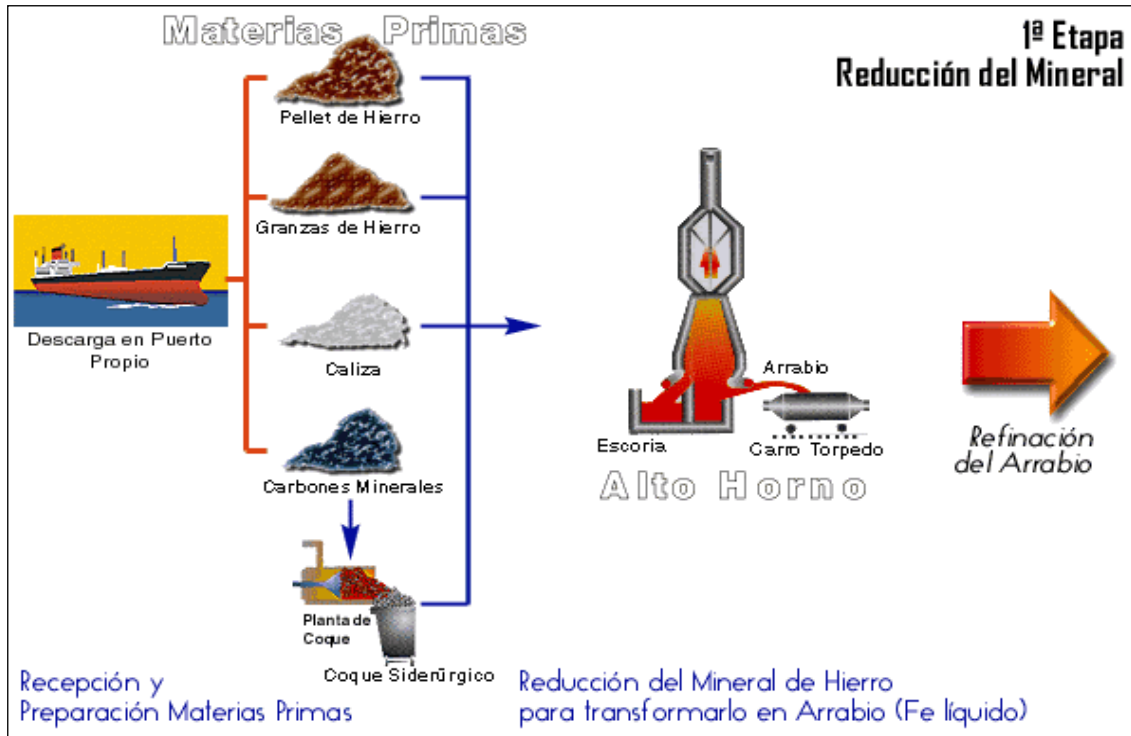 Materias Primas
1ª Etapa
Reducción del Mineral
Pellet de Hierro
Granzas de Hierro
Descarga en Puerto
Propio
Caliza
Carbones Minerales
Planta de
Coque
Coque Siderűrgico
Arrabio
Escoria
Carro Torpedo
Alto Horno
Refinación
del Arrabio
Recepción y
Preparación Materias Primas
Reducción del Mineral de Hierro
para transformarlo en Arrabio (Fe líquido)